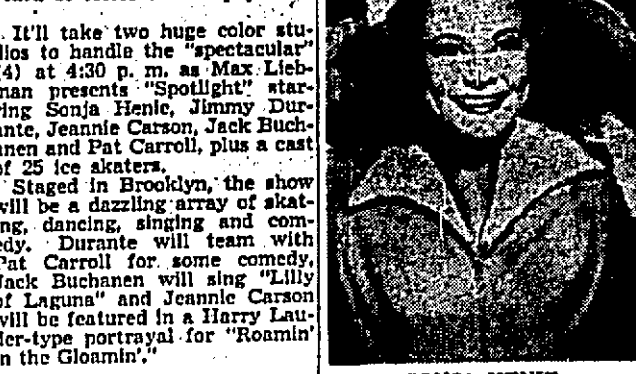 . It'll take two huge color stu-
dios to handle the "spectacular"
(4) at 4:30 p. m. as Max Lieb-
man presents "Spotlight" star-
ring Sonja Henie, Jimmy Dur-
ante, Jeannie Carson, Jack Buch-
anen and Pat Carroll, plus a cast
of 25 ice skaters.
Staged in Brooklyn, the show
will be a dazzling array of skat-
ing, dancing, singing and com-
edy. Durante will team with
Pat Carroll for some comedy,
Jack Buchanen will sing "Lilly
of Laguna" and Jeannie Carson
will be featured in a Harry Lau-
der-type portrayal for "Roamin'
in the Gloamin'."